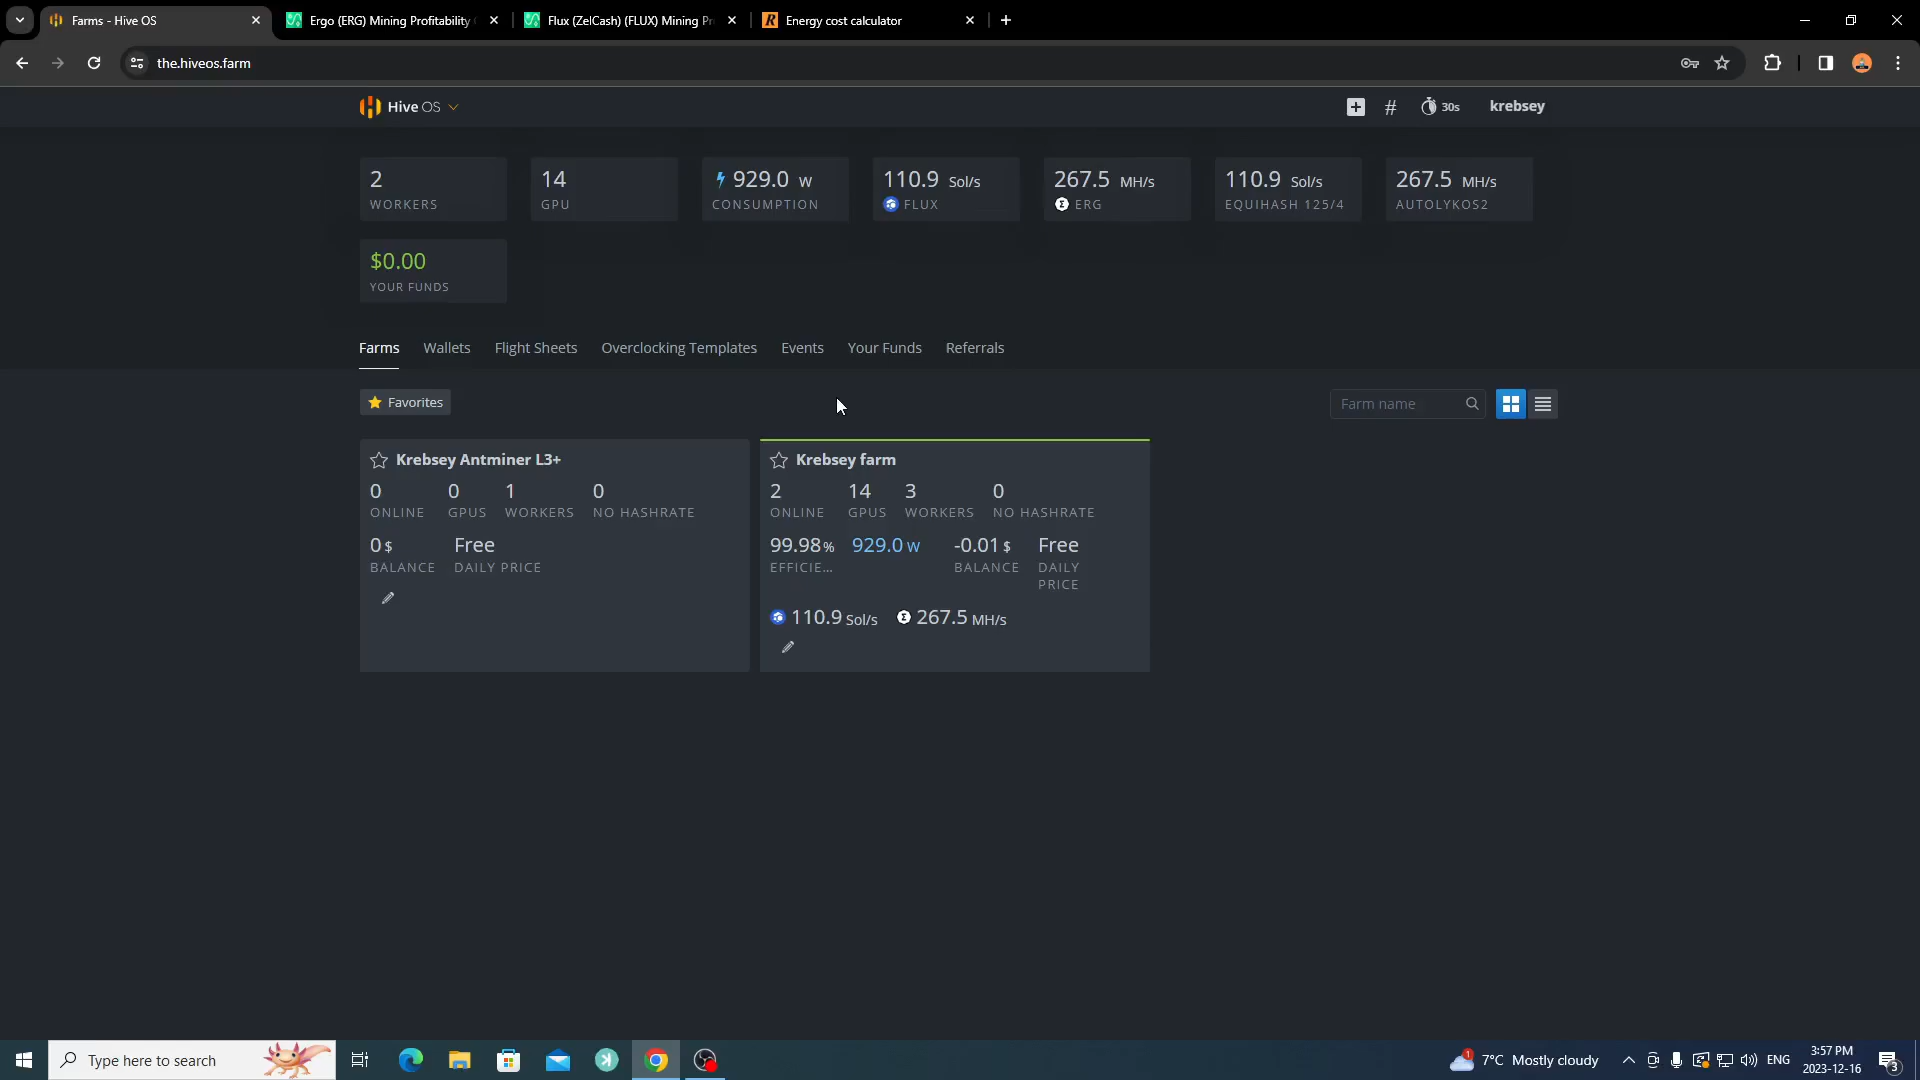 Farms - Hive OS
Ergo (ERG) Mining Profitability
Flux (ZelCash) (FLUX) Mining Pr
Energy cost calculator
the.hiveos.farm
Hive OS
30s
krebsey
2
WORKERS
14
GPU
929.0 W
CONSUMPTION
110.9 Sol/s
FLUX
267.5 MH/s
ERG
110.9 Sol/s
EQUIHASH 125/4
267.5 MH/s
AUTOLYKOS2
$0.00
YOUR FUNDS
Farms Wallets Flight Sheets Overclocking Templates Events Your Funds Referrals
Favorites
Farm name
Krebsey Antminer L3+
0 0 1 0
ONLINE GPUS WORKERS NO HASHRATE
0 $ Free
BALANCE DAILY PRICE
Krebsey farm
2 14 3 0
ONLINE GPUS WORKERS NO HASHRATE
99.98% 929.0 W -0.01 $ Free
EFFICIE... BALANCE DAILY
PRICE
110.9 Sol/s 267.5 MH/s
Type here to search
1
7°C Mostly cloudy
ENG
3:57 PM
2023-12-16
3